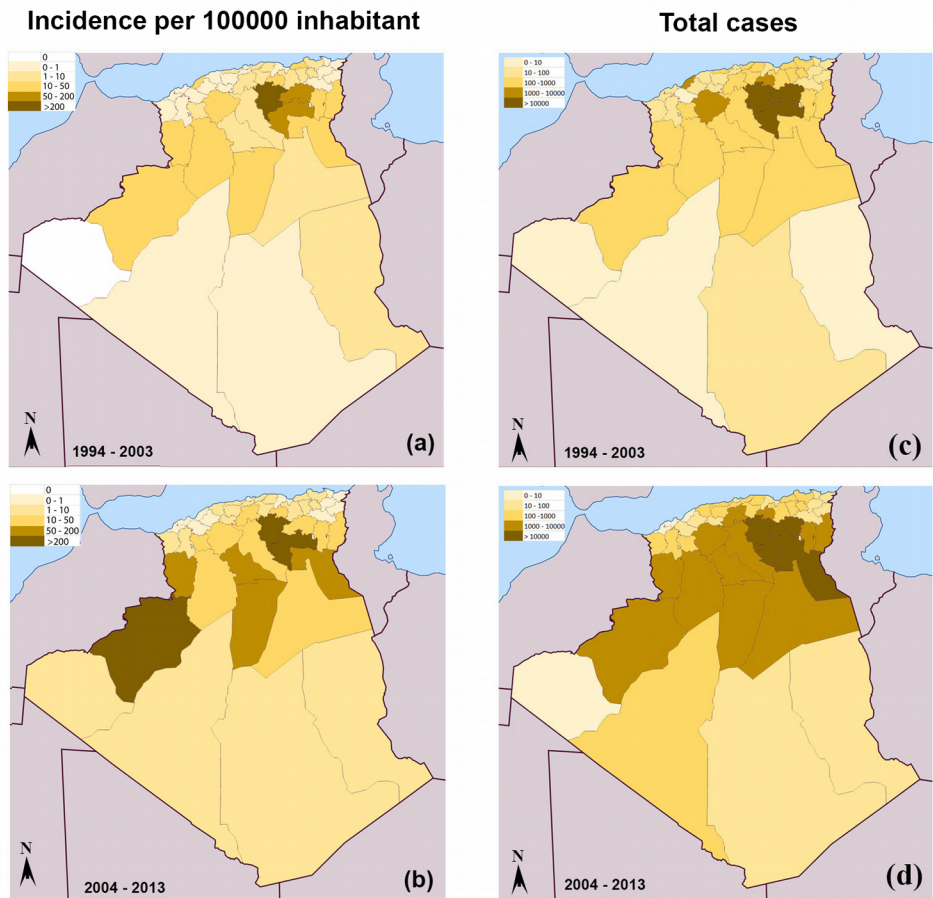 Incidence per 100000 inhabitant
Total cases
0
0 - 1
1 - 10
10 - 50
50 - 200
>200
N
1994 - 2003
(a)
0 - 10
10 - 100
100 -1000
1000 - 10000
> 10000
N
1994 - 2003
(c)
0
0 - 1
1 - 10
10 - 50
50 - 200
>200
N
2004 - 2013
(b)
0 - 10
10 - 100
100 -1000
1000 - 10000
> 10000
N
2004 - 2013
(d)